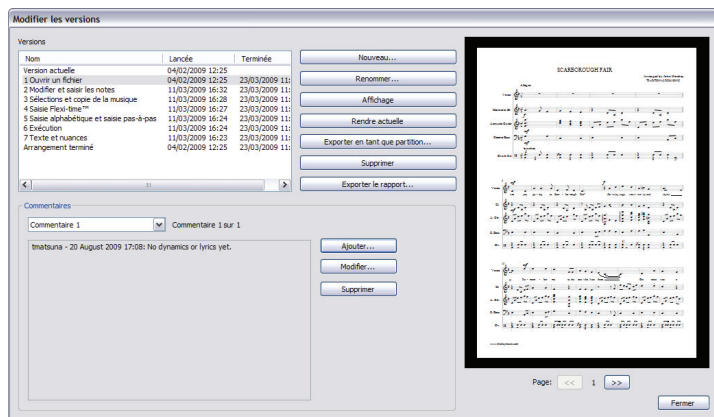 Modifier les versions
Versions
Nom Lancée Terminée
Version actuelle 04/02/2009 12:25
1 Ouvrir un fichier 04/02/2009 12:25 23/03/2009 11:
2 Modifier et saisir les notes 11/03/2009 16:32 23/03/2009 11:
3 Sélections et copie de la musique 11/03/2009 16:28 23/03/2009 11:
4 Saisie Flexi-time™ 11/03/2009 16:27 23/03/2009 11:
5 Saisie alphabétique et saisie pas-à-pas 11/03/2009 16:24 23/03/2009 11:
6 Exécution 11/03/2009 16:24 23/03/2009 11:
7 Texte et nuances 11/03/2009 16:23 23/03/2009 11:
Arrangement terminé 04/02/2009 12:25 23/03/2009 11:
Nouveau...
Renommer...
Affichage
Rendre actuelle
Exporter en tant que partition...
Supprimer
Exporter le rapport...
Commentaires
Commentaire 1 Commentaire 1 sur 1
tmatsuna - 20 August 2009 17:08: No dynamics or lyrics yet.
Ajouter...
Modifier...
Supprimer
SCARBOROUGH FAIR
Page: << 1 >>
Fermer